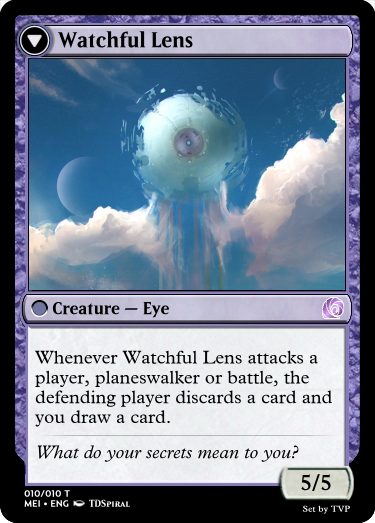 Watchful Lens
Creature — Eye
Whenever Watchful Lens attacks a
player, planeswalker or battle, the
defending player discards a card and
you draw a card.
What do your secrets mean to you?
5/5
010/010 T
MEI • ENG TDSpiral
Set by TVP